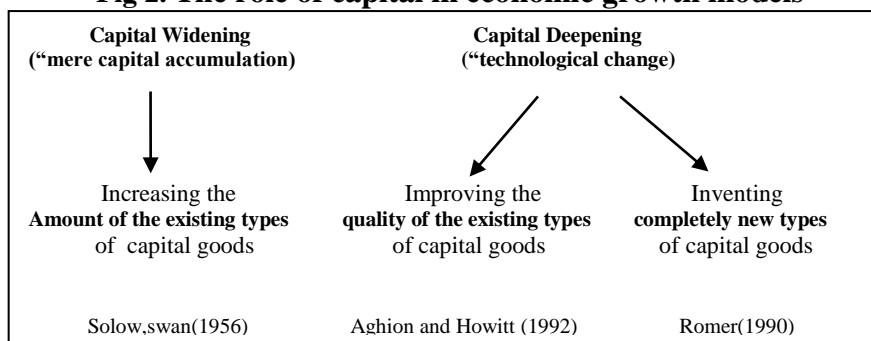 Fig 2. The role of capital in economic growth models
Capital Widening
(“mere capital accumulation)
Capital Deepening
(“technological change)
Increasing the
Amount of the existing types
of capital goods
Improving the
quality of the existing types
of capital goods
Inventing
completely new types
of capital goods
Solow,swan(1956)
Aghion and Howitt (1992)
Romer(1990)